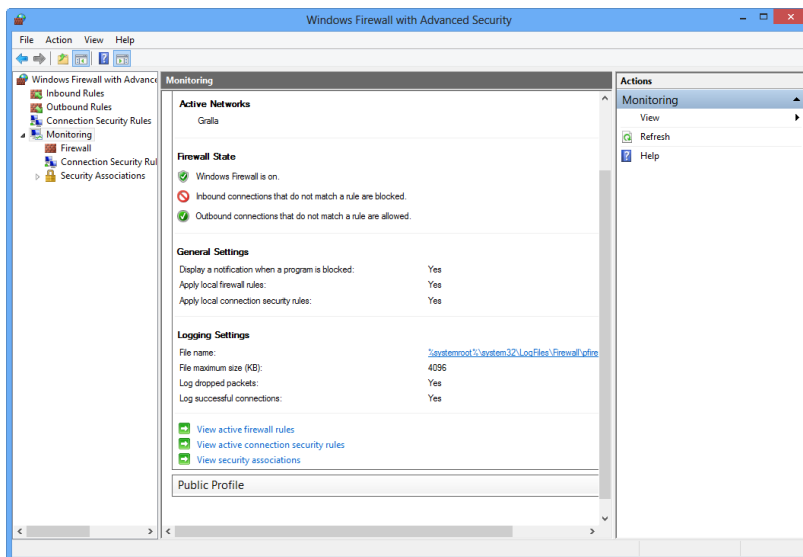 Windows Firewall with Advanced Security
File Action View Help
Windows Firewall with Advance
Inbound Rules
Outbound Rules
Connection Security Rules
Monitoring
Firewall
Connection Security Rul
Security Associations
Monitoring
Active Networks
Gralla
Firewall State
Windows Firewall is on.
Inbound connections that do not match a rule are blocked.
Outbound connections that do not match a rule are allowed.
General Settings
Display a notification when a program is blocked: Yes
Apply local firewall rules: Yes
Apply local connection security rules: Yes
Logging Settings
File name: %systemroot%\system32\LogFiles\Firewall\pfire
File maximum size (KB): 4096
Log dropped packets: Yes
Log successful connections: Yes
View active firewall rules
View active connection security rules
View security associations
Public Profile
Actions
Monitoring
View
Refresh
Help